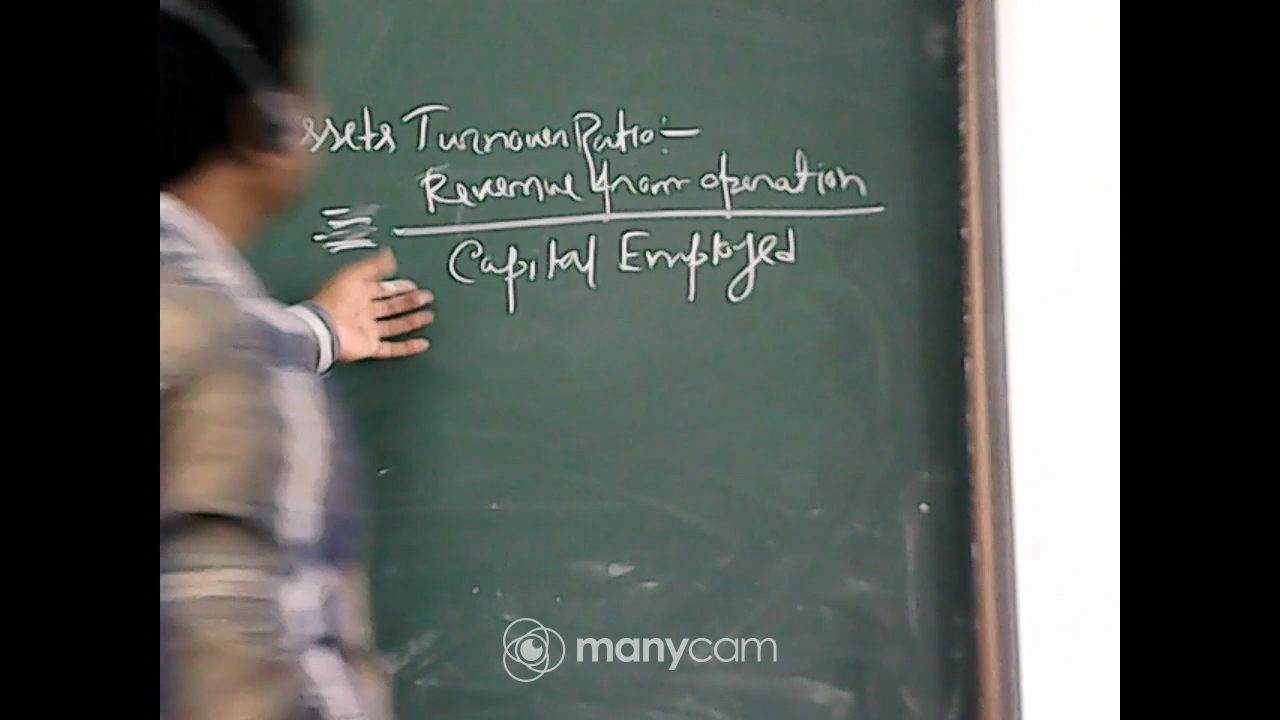 ssets Turnover Ratio:-
= Revenue from operation
Capital Employed
manycam